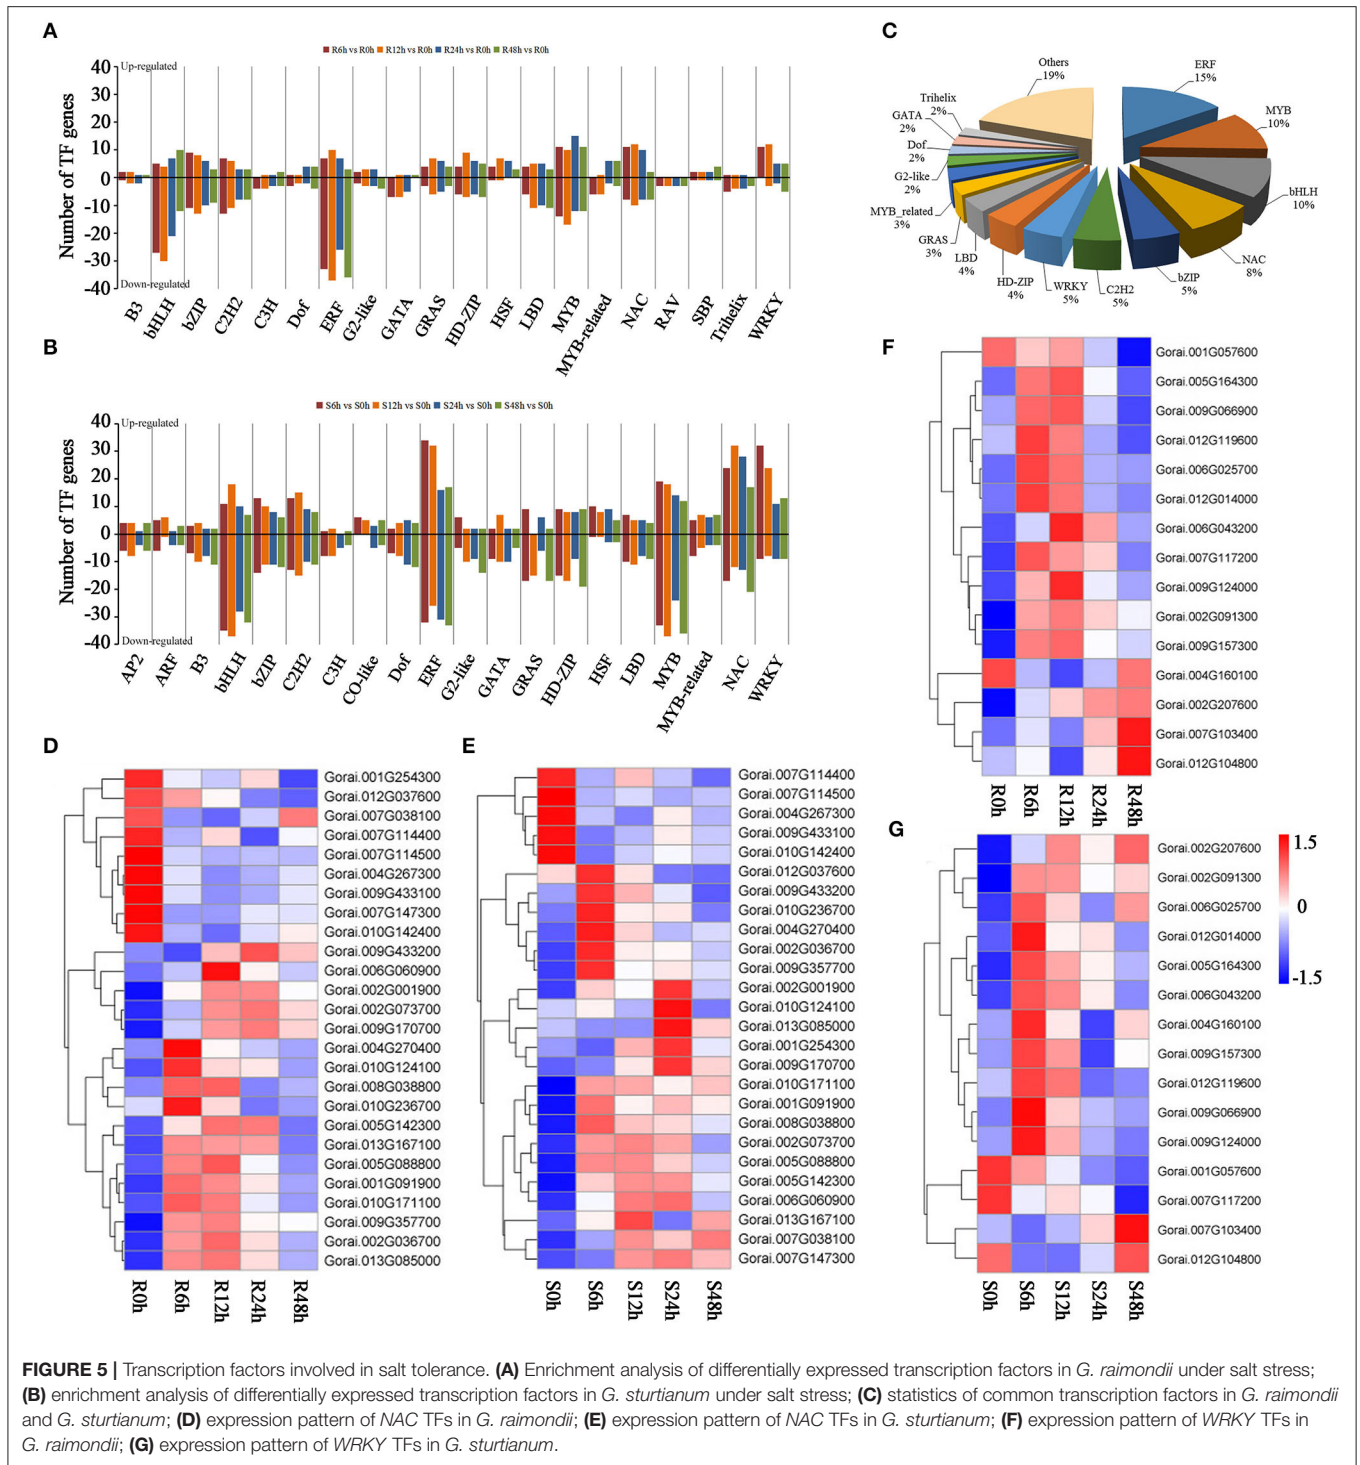 A
R6h vs R0h R12h vs R0h R24h vs R0h R48h vs R0h
Number of TF genes
Up-regulated
Down-regulated
40
30
20
10
0
-10
-20
-30
-40
B3 bHLH bZIP C2H2 C3H Dof ERF G2-like GATA GRAS HD-ZIP HSF LBD MYB MYB-related NAC RAV SBP Trihelix WRKY
B
S6h vs S0h S12h vs S0h S24h vs S0h S48h vs S0h
Number of TF genes
Up-regulated
Down-regulated
40
30
20
10
0
-10
-20
-30
-40
AP2 ARF B3 bHLH bZIP C2H2 C3H CO-like Dof ERF G2-like GATA GRAS HD-ZIP HSF LBD MYB MYB-related NAC WRKY
C
ERF
15%
MYB
10%
bHLH
10%
NAC
8%
bZIP
5%
C2H2
5%
WRKY
5%
HD-ZIP
4%
LBD
4%
GRAS
3%
MYB_related
3%
G2-like
2%
Dof
2%
GATA
2%
Trihelix
2%
Others
19%
D
Gorai.001G254300
Gorai.012G037600
Gorai.007G038100
Gorai.007G114400
Gorai.007G114500
Gorai.004G267300
Gorai.009G433100
Gorai.007G147300
Gorai.010G142400
Gorai.009G433200
Gorai.006G060900
Gorai.002G001900
Gorai.002G073700
Gorai.009G170700
Gorai.004G270400
Gorai.010G124100
Gorai.008G038800
Gorai.010G236700
Gorai.005G142300
Gorai.013G167100
Gorai.005G088800
Gorai.001G091900
Gorai.010G171100
Gorai.009G357700
Gorai.002G036700
Gorai.013G085000
R0h R6h R12h R24h R48h
E
Gorai.007G114400
Gorai.007G114500
Gorai.004G267300
Gorai.009G433100
Gorai.010G142400
Gorai.012G037600
Gorai.009G433200
Gorai.010G236700
Gorai.004G270400
Gorai.002G036700
Gorai.009G357700
Gorai.002G001900
Gorai.010G124100
Gorai.013G085000
Gorai.001G254300
Gorai.009G170700
Gorai.010G171100
Gorai.001G091900
Gorai.008G038800
Gorai.002G073700
Gorai.005G088800
Gorai.005G142300
Gorai.006G060900
Gorai.013G167100
Gorai.007G038100
Gorai.007G147300
S0h S6h S12h S24h S48h
F
Gorai.001G057600
Gorai.005G164300
Gorai.009G066900
Gorai.012G119600
Gorai.006G025700
Gorai.012G014000
Gorai.006G043200
Gorai.007G117200
Gorai.009G124000
Gorai.002G091300
Gorai.009G157300
Gorai.004G160100
Gorai.002G207600
Gorai.007G103400
Gorai.012G104800
R0h R6h R12h R24h R48h
G
Gorai.002G207600
Gorai.002G091300
Gorai.006G025700
Gorai.012G014000
Gorai.005G164300
Gorai.006G043200
Gorai.004G160100
Gorai.009G157300
Gorai.012G119600
Gorai.009G066900
Gorai.009G124000
Gorai.001G057600
Gorai.007G117200
Gorai.007G103400
Gorai.012G104800
S0h S6h S12h S24h S48h
1.5
0
-1.5
FIGURE 5 | Transcription factors involved in salt tolerance. (A) Enrichment analysis of differentially expressed transcription factors in G. raimondii under salt stress;
(B) enrichment analysis of differentially expressed transcription factors in G. sturtianum under salt stress; (C) statistics of common transcription factors in G. raimondii
and G. sturtianum; (D) expression pattern of NAC TFs in G. raimondii; (E) expression pattern of NAC TFs in G. sturtianum; (F) expression pattern of WRKY TFs in
G. raimondii; (G) expression pattern of WRKY TFs in G. sturtianum.